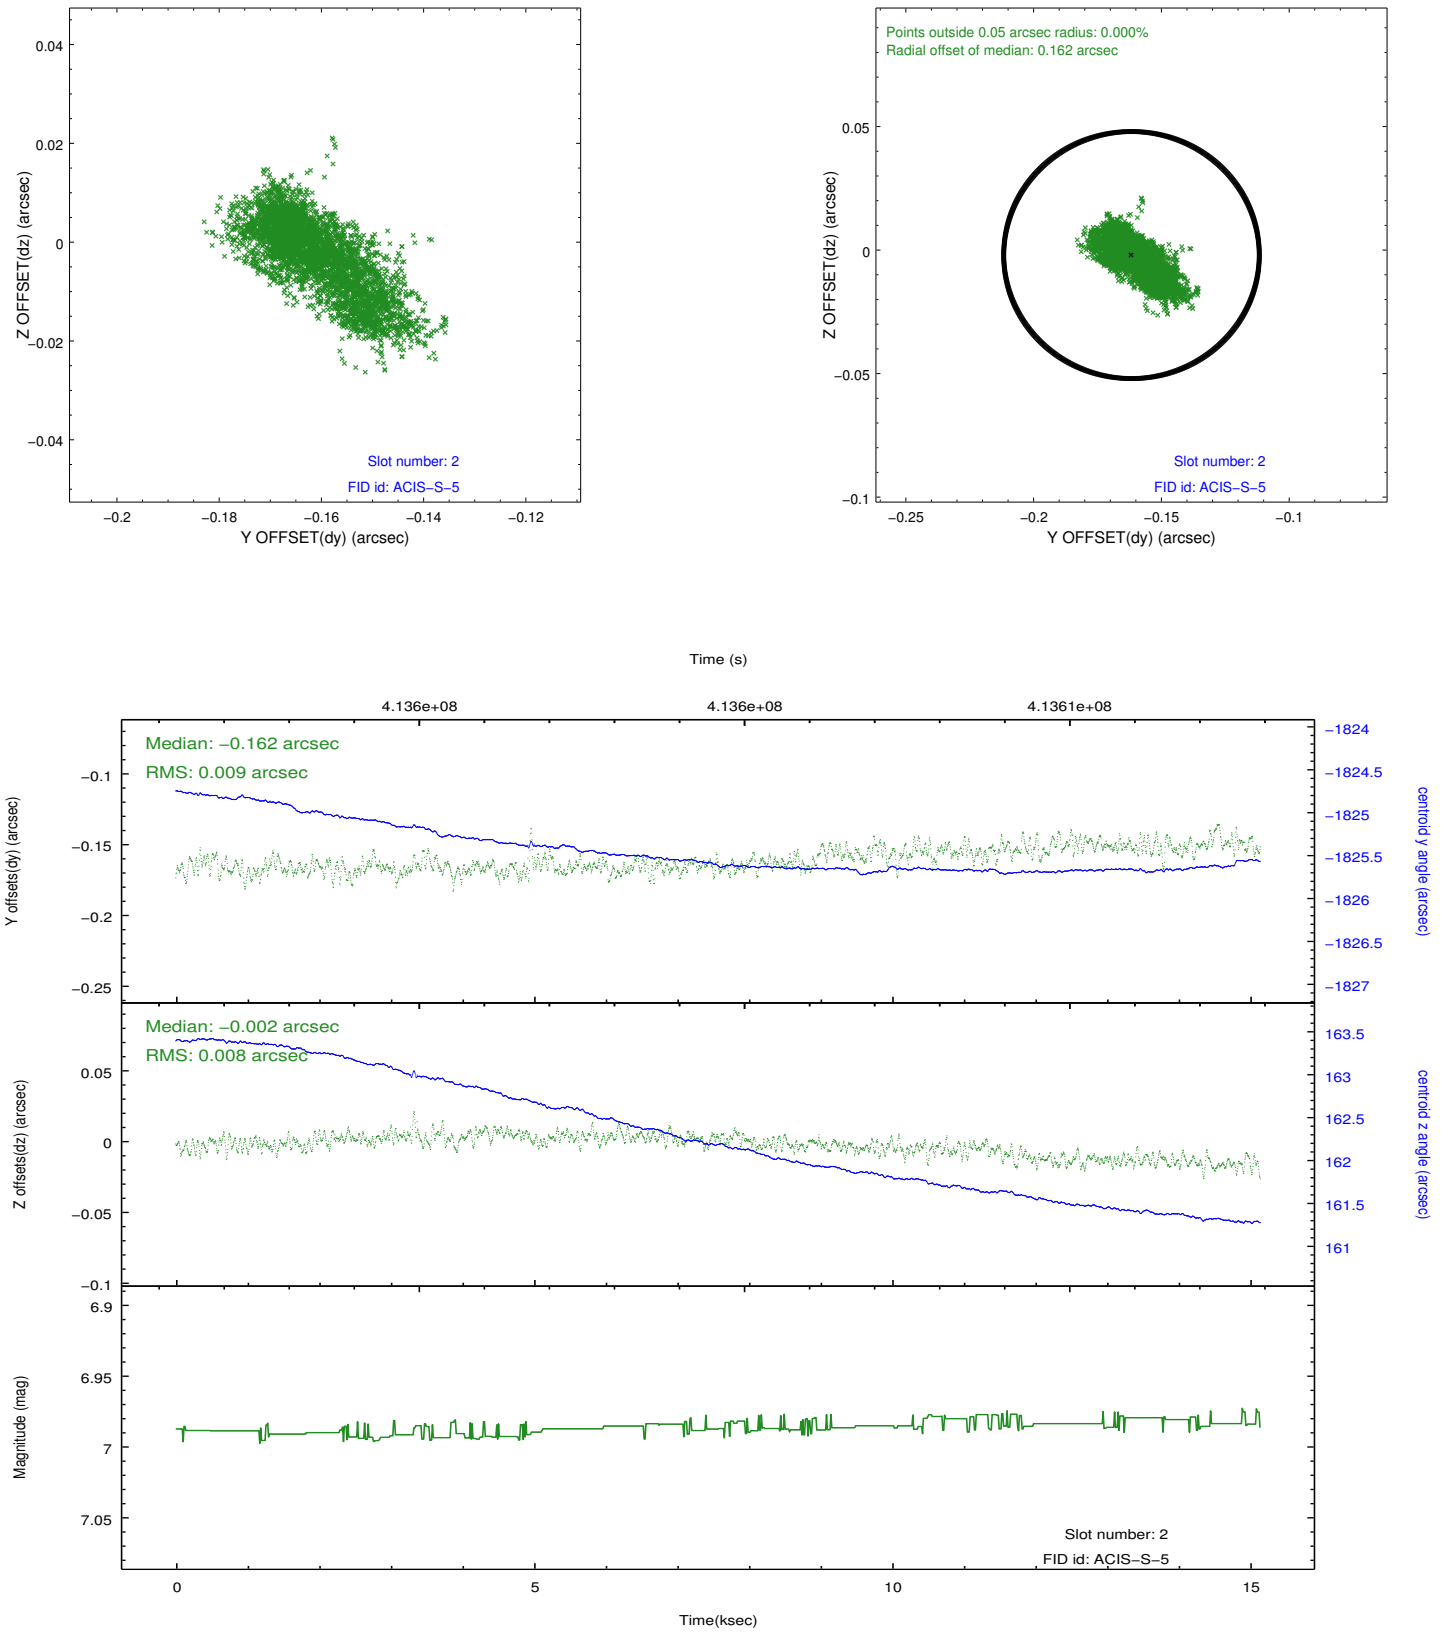 0.04
0.02
0
−0.02
−0.04
Z OFFSET(dz) (arcsec)
Slot number: 2
FID id: ACIS−S−5
−0.2
−0.18
−0.16
−0.14
−0.12
Y OFFSET(dy) (arcsec)
Points outside 0.05 arcsec radius: 0.000%
Radial offset of median: 0.162 arcsec
0.05
0
−0.05
−0.1
Z OFFSET(dz) (arcsec)
Slot number: 2
FID id: ACIS−S−5
−0.25
−0.2
−0.15
−0.1
Y OFFSET(dy) (arcsec)
Time (s)
4.136e+08
4.136e+08
4.1361e+08
Median: −0.162 arcsec
RMS: 0.009 arcsec
−0.1
−0.15
−0.2
−0.25
Y offsets(dy) (arcsec)
−1824
−1824.5
−1825
−1825.5
−1826
−1826.5
−1827
centroid y angle (arcsec)
Median: −0.002 arcsec
RMS: 0.008 arcsec
0.05
0
−0.05
−0.1
Z offsets(dz) (arcsec)
163.5
163
162.5
162
161.5
161
centroid z angle (arcsec)
6.9
6.95
7
7.05
Magnitude (mag)
Slot number: 2
FID id: ACIS−S−5
0
5
10
15
Time(ksec)